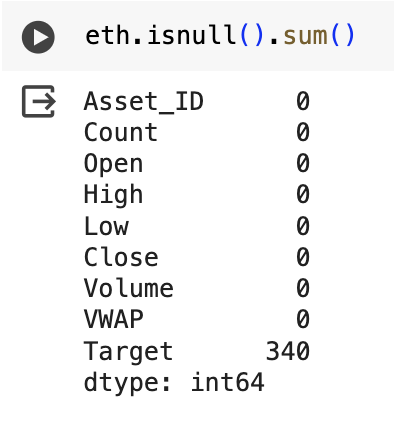 eth.isnull().sum()
Asset_ID 0
Count 0
Open 0
High 0
Low 0
Close 0
Volume 0
VWAP 0
Target 340
dtype: int64